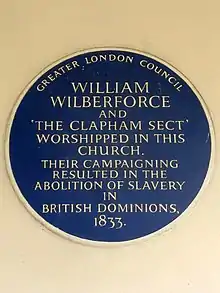 GREATER LONDON COUNCIL
WILLIAM
WILBERFORCE
AND
'THE CLAPHAM SECT'
WORSHIPPED IN THIS
CHURCH.
THEIR CAMPAIGNING
RESULTED IN THE
ABOLITION OF SLAVERY
IN
BRITISH DOMINIONS,
1833.